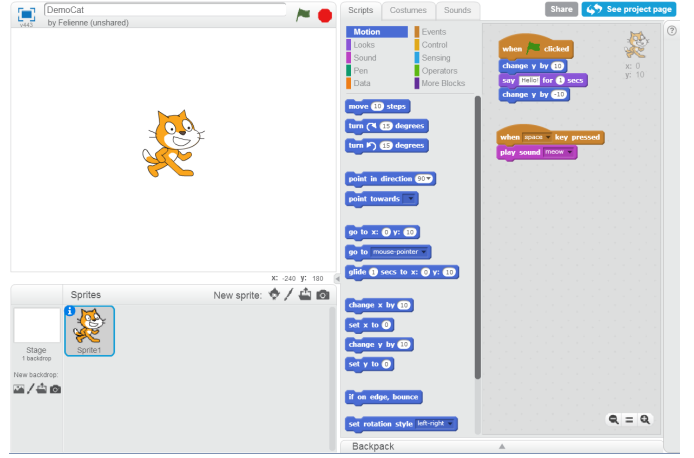 DemoCat
v443
by Felienne (unshared)
x: -240 y: 180
Sprites
New sprite:
Stage
1 backdrop
New backdrop:
Sprite1
Scripts
Costumes
Sounds
Motion
Looks
Sound
Pen
Data
Events
Control
Sensing
Operators
More Blocks
move 10 steps
turn 15 degrees
turn 15 degrees
point in direction 90
point towards
go to x: 0 y: 10
go to mouse-pointer
glide 1 secs to x: 0 y: 10
change x by 10
set x to 0
change y by 10
set y to 0
if on edge, bounce
set rotation style left-right
Backpack
Share
See project page
when clicked
change y by 10
say Hello! for 1 secs
change y by -10
x: 0
y: 10
when space key pressed
play sound meow